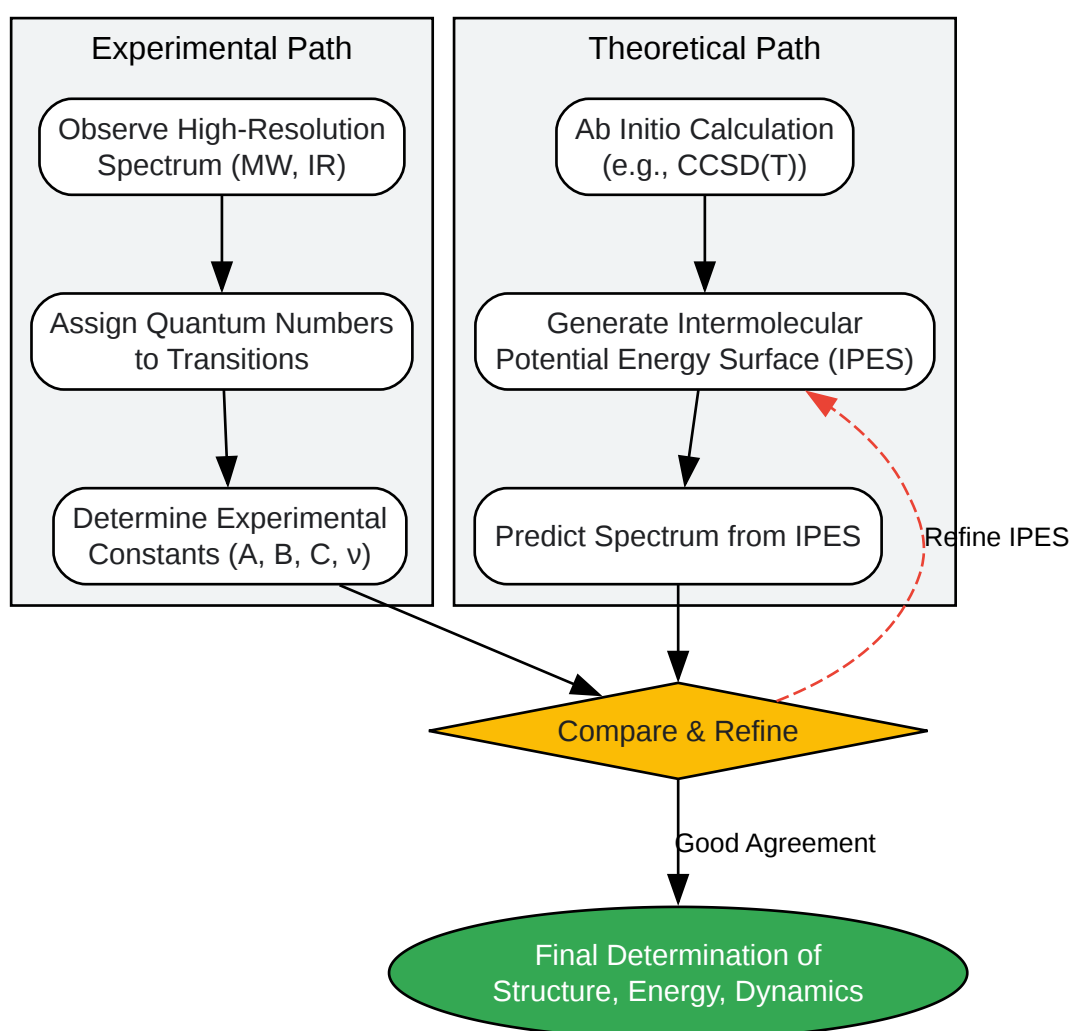 Experimental Path
Observe High-Resolution
Spectrum (MW, IR)
Assign Quantum Numbers
to Transitions
Determine Experimental
Constants (A, B, C, ν)
Theoretical Path
Ab Initio Calculation
(e.g., CCSD(T))
Generate Intermolecular
Potential Energy Surface (IPES)
Predict Spectrum from IPES
Refine IPES
Compare & Refine
Good Agreement
Final Determination of
Structure, Energy, Dynamics